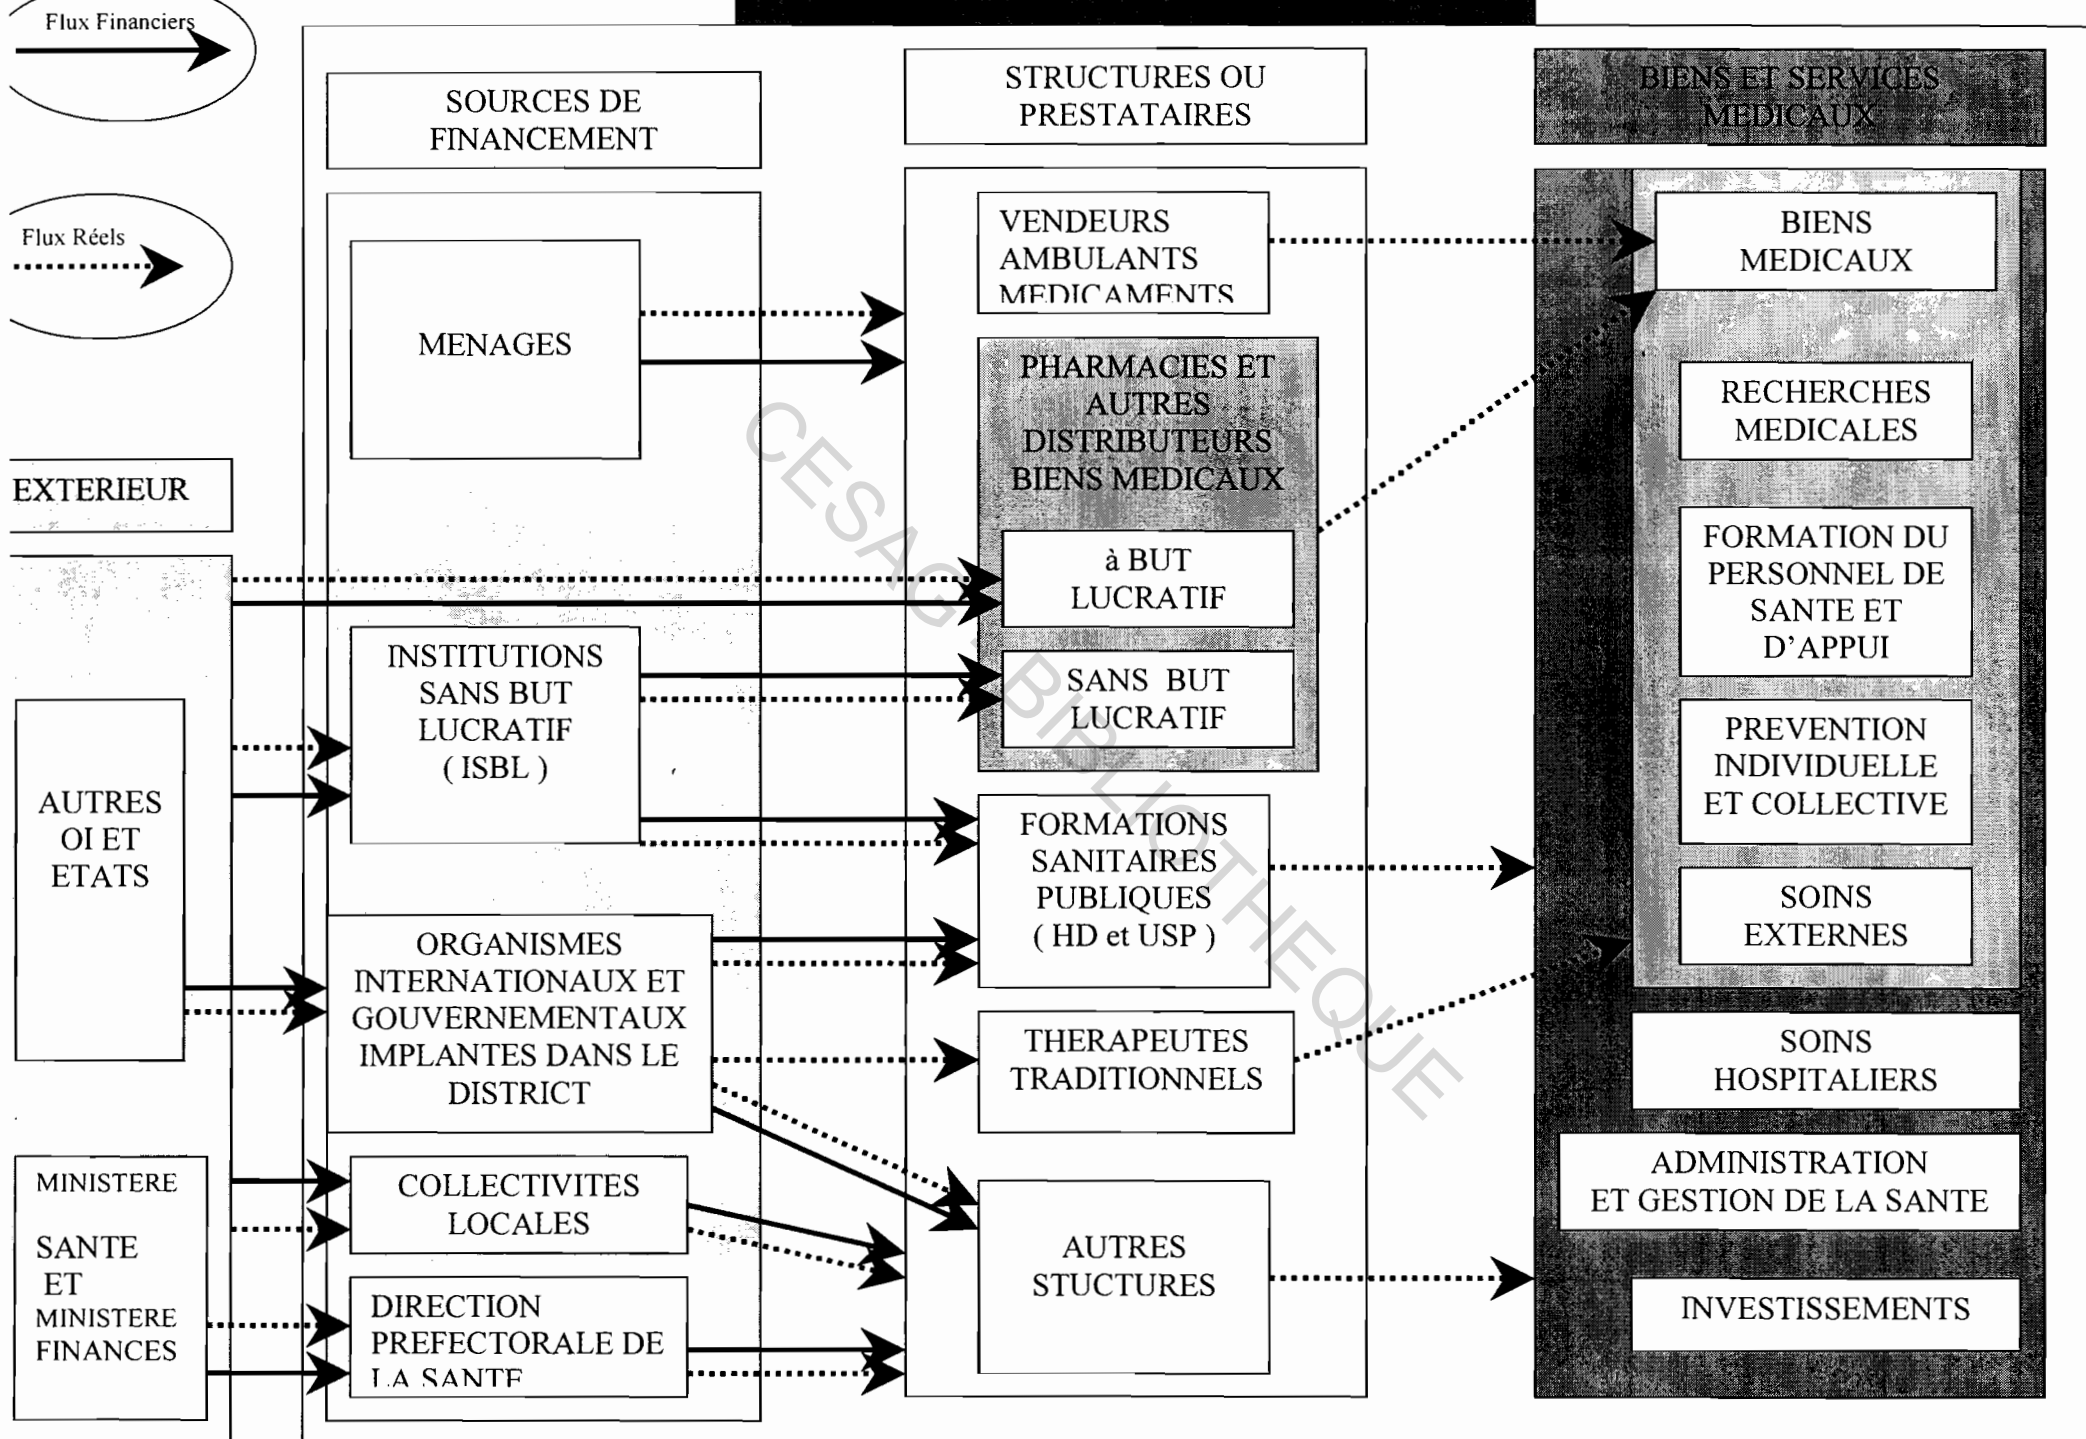 Flux Financiers
Flux Réels
EXTERIEUR
AUTRES
OI ET
ETATS
MINISTERE
SANTE
ET
MINISTERE
FINANCES
SOURCES DE
FINANCEMENT
MENAGES
INSTITUTIONS
SANS BUT
LUCRATIF
( ISBL )
ORGANISMES
INTERNATIONAUX ET
GOUVERNEMENTAUX
IMPLANTES DANS LE
DISTRICT
COLLECTIVITES
LOCALES
DIRECTION
PREFECTORALE DE
LA SANTE
STRUCTURES OU
PRESTATAIRES
VENDEURS
AMBULANTS
MEDICAMENTS
PHARMACIES ET
AUTRES
DISTRIBUTEURS
BIENS MEDICAUX
à BUT
LUCRATIF
SANS BUT
LUCRATIF
FORMATIONS
SANITAIRES
PUBLIQUES
( HD et USP )
THERAPEUTES
TRADITIONNELS
AUTRES
STUCTURES
BIENS ET SERVICES
MEDICAUX
BIENS
MEDICAUX
RECHERCHES
MEDICALES
FORMATION DU
PERSONNEL DE
SANTE ET
D'APPUI
PREVENTION
INDIVIDUELLE
ET COLLECTIVE
SOINS
EXTERNES
SOINS
HOSPITALIERS
ADMINISTRATION
ET GESTION DE LA SANTE
INVESTISSEMENTS
CESAG - BIBLIOTHEQUE